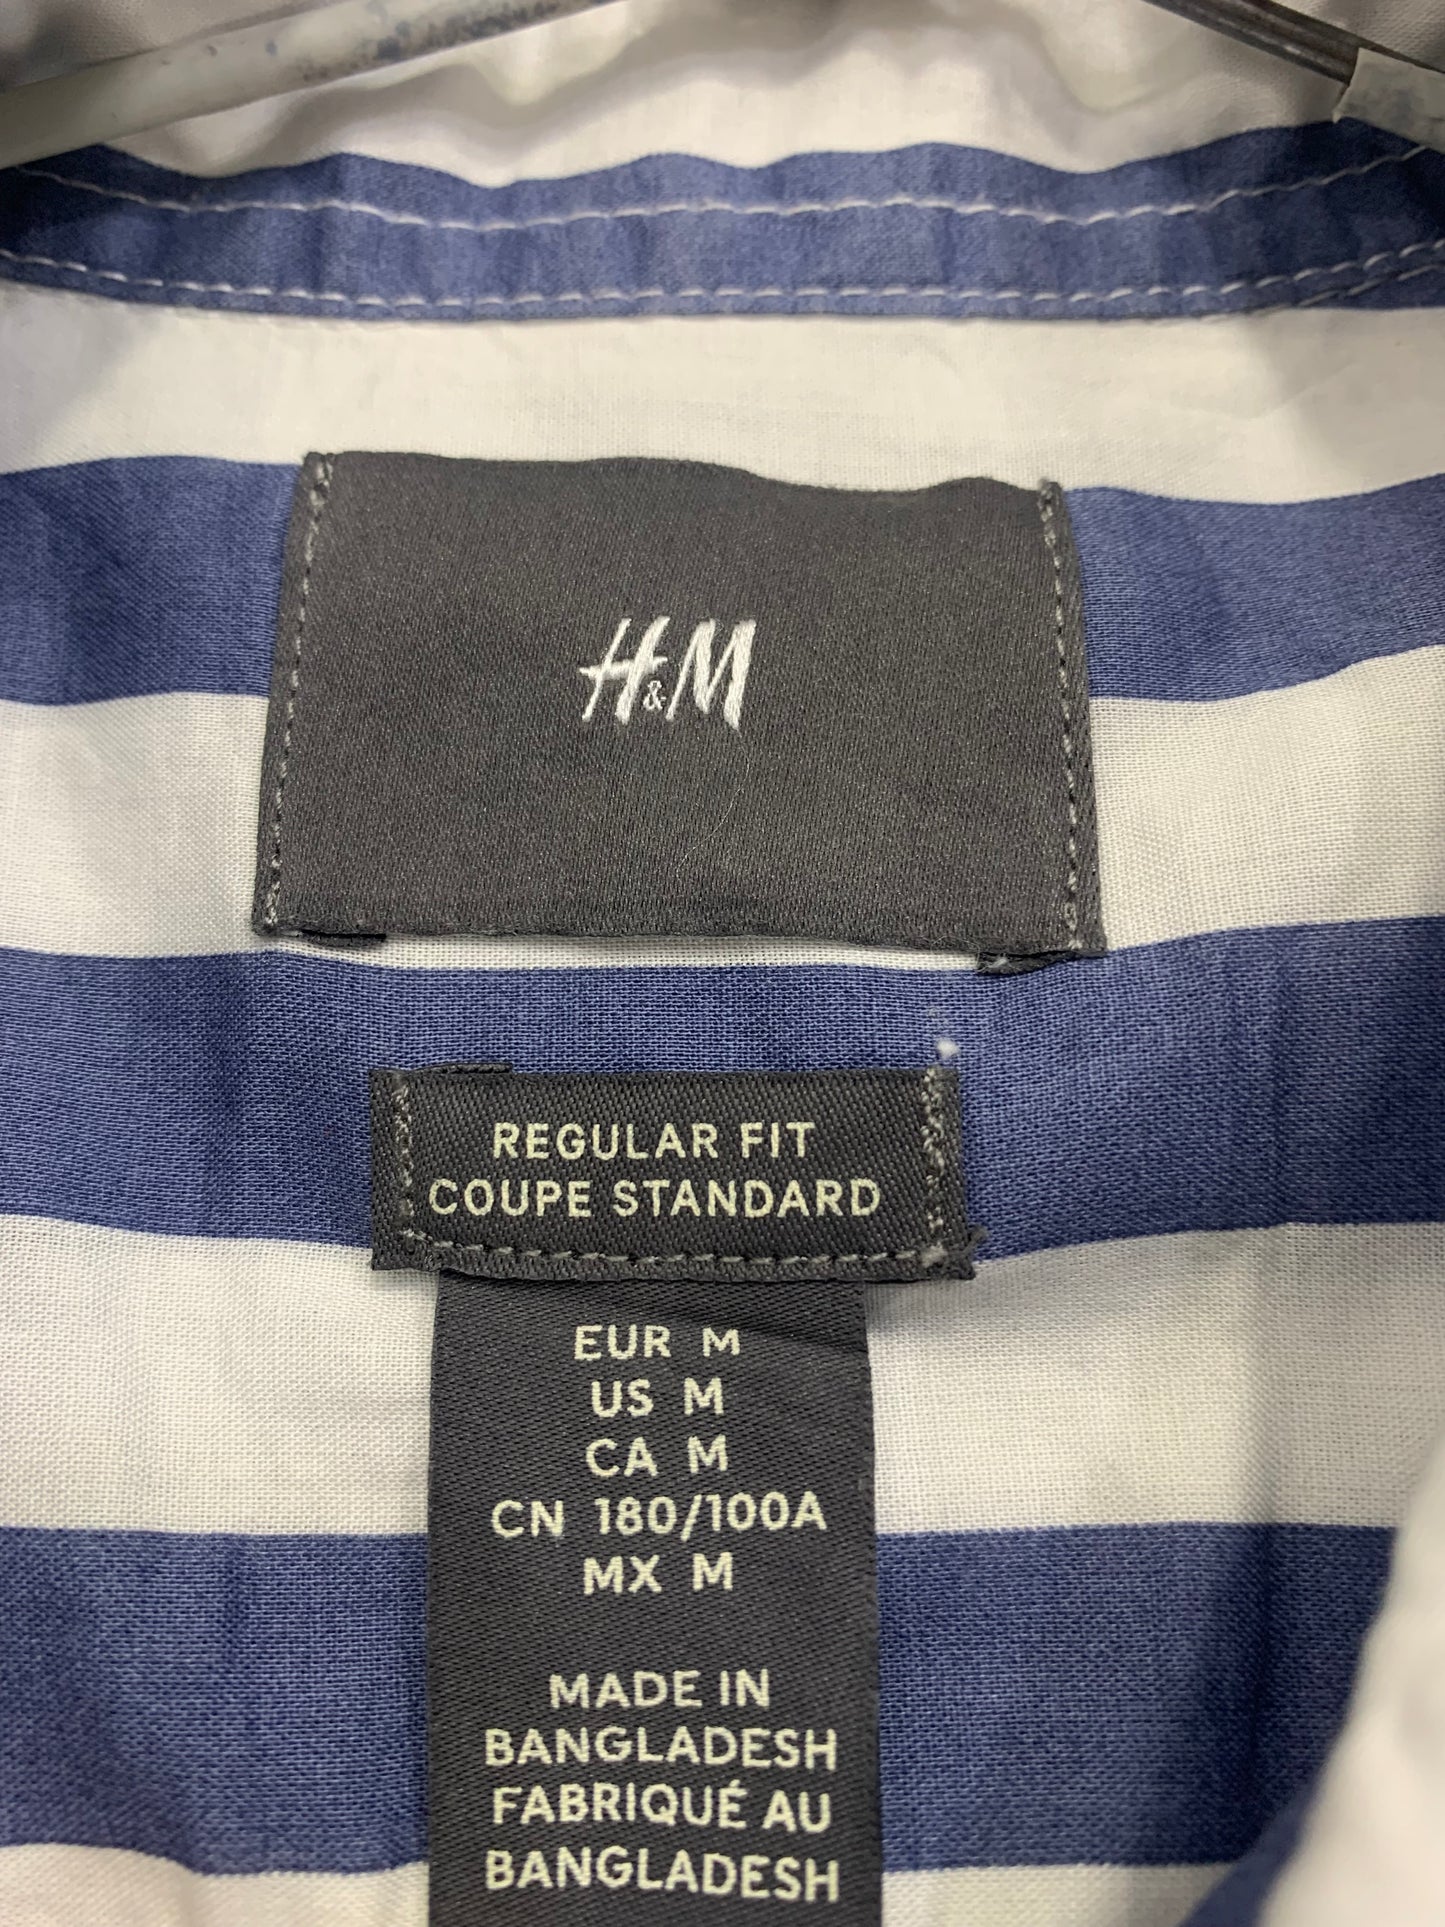 H&M
REGULAR FIT
COUPE STANDARD
EUR M
US M
CA M
CN 180/100A
MX M
MADE IN
BANGLADESH
FABRIQUÉ AU
BANGLADESH